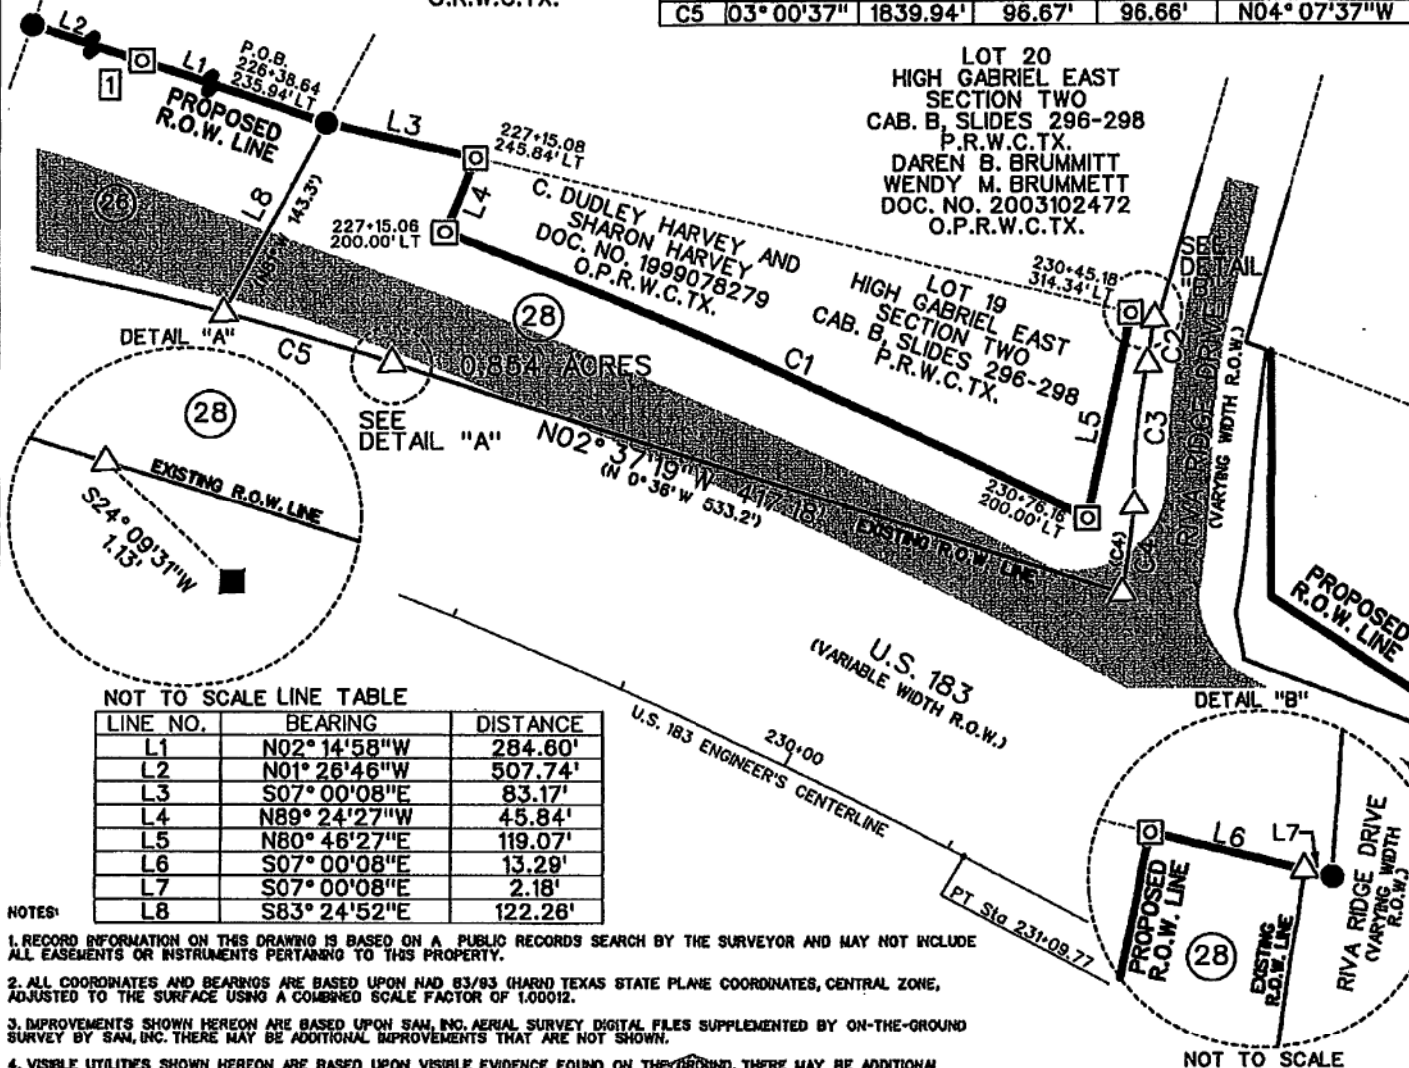 O.R.W.C.TX.
C5 03°00'37" 1839.94' 96.67' 96.66' N04°07'37"W
L2
1
L1
P.O.B.
226+38.64
235.94' LT
PROPOSED
R.O.W. LINE
L3
227+15.08
245.84' LT
L4
227+15.06
200.00' LT
L8
143.3')
26
C. DUDLEY HARVEY AND
SHARON HARVEY
DOC. NO. 1999078279
O.P.R.W.C.TX.
LOT 20
HIGH GABRIEL EAST
SECTION TWO
CAB. B, SLIDES 296-298
P.R.W.C.TX.
DAREN B. BRUMMITT
WENDY M. BRUMMETT
DOC. NO. 2003102472
O.P.R.W.C.TX.
LOT 19
HIGH GABRIEL EAST
SECTION TWO
CAB. B, SLIDES 296-298
P.R.W.C.TX.
230+45.18
314.34' LT
SEE
DETAIL
"B"
C2
C3
C4
(C4)
L5
C1
28
0.854 ACRES
C5
SEE
DETAIL "A"
N02°37'19"W 417.18'
(N 0°36'W 533.2')
EXISTING R.O.W. LINE
230+76.16
200.00' LT
RIVA RIDGE DRIVE
(VARYING WIDTH R.O.W.)
PROPOSED
R.O.W. LINE
DETAIL "A"
28
EXISTING R.O.W. LINE
S24°09'31"W
1.13'
NOT TO SCALE
U.S. 183
(VARIABLE WIDTH R.O.W.)
230+00
U.S. 183 ENGINEER'S CENTERLINE
PT Sta 231+09.77
LINE TABLE
LINE NO. BEARING DISTANCE
L1 N02°14'58"W 284.60'
L2 N01°26'46"W 507.74'
L3 S07°00'08"E 83.17'
L4 N89°24'27"W 45.84'
L5 N80°46'27"E 119.07'
L6 S07°00'08"E 13.29'
L7 S07°00'08"E 2.18'
L8 S83°24'52"E 122.26'
DETAIL "B"
L6
L7
PROPOSED
R.O.W. LINE
28
EXISTING
R.O.W. LINE
RIVA RIDGE DRIVE
(VARYING WIDTH
R.O.W.)
NOT TO SCALE
NOTES:
1. RECORD INFORMATION ON THIS DRAWING IS BASED ON A PUBLIC RECORDS SEARCH BY THE SURVEYOR AND MAY NOT INCLUDE
ALL EASEMENTS OR INSTRUMENTS PERTAINING TO THIS PROPERTY.
2. ALL COORDINATES AND BEARINGS ARE BASED UPON NAD 83/93 (HARN) TEXAS STATE PLANE COORDINATES, CENTRAL ZONE,
ADJUSTED TO THE SURFACE USING A COMBINED SCALE FACTOR OF 1.00012.
3. IMPROVEMENTS SHOWN HEREON ARE BASED UPON SAM, INC. AERIAL SURVEY DIGITAL FILES SUPPLEMENTED BY ON-THE-GROUND
SURVEY BY SAM, INC. THERE MAY BE ADDITIONAL IMPROVEMENTS THAT ARE NOT SHOWN.
4. VISIBLE UTILITIES SHOWN HEREON ARE BASED UPON VISIBLE EVIDENCE FOUND ON THE GROUND. THERE MAY BE ADDITIONAL